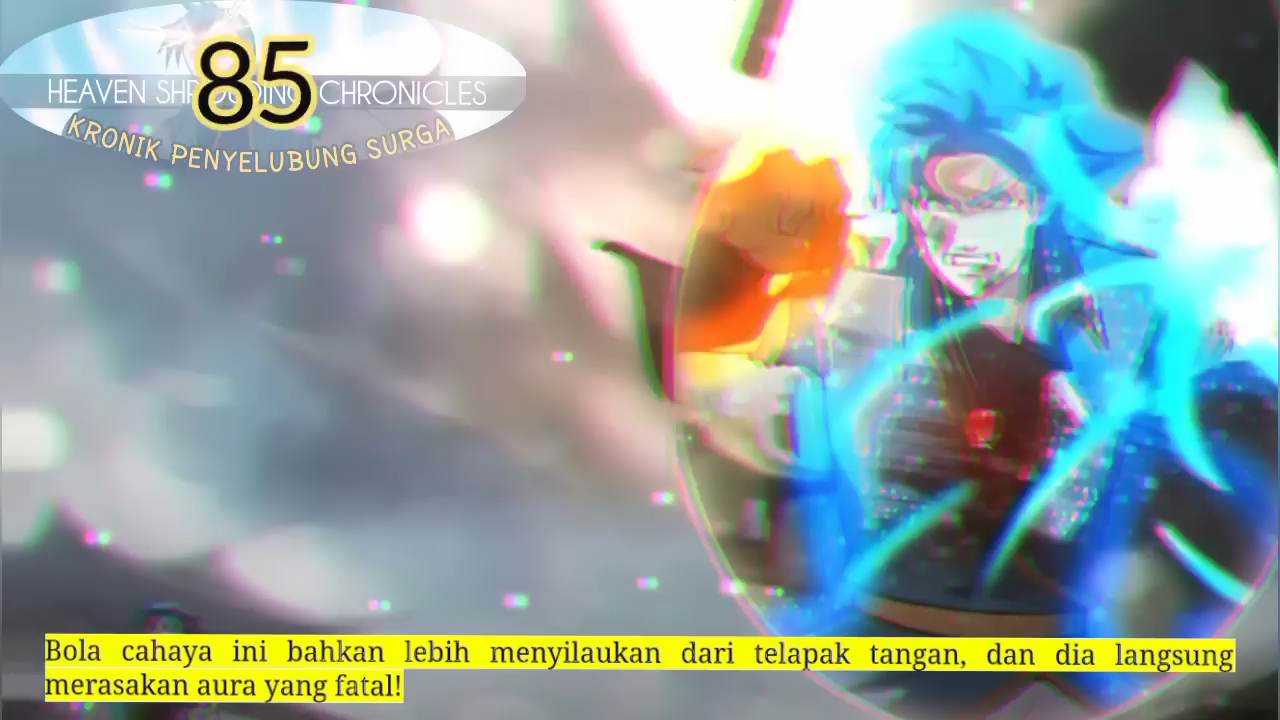 85
HEAVEN SHROUDING CHRONICLES
KRONIK PENYELUBUNG SURGA
Bola cahaya ini bahkan lebih menyilaukan dari telapak tangan, dan dia langsung
merasakan aura yang fatal!